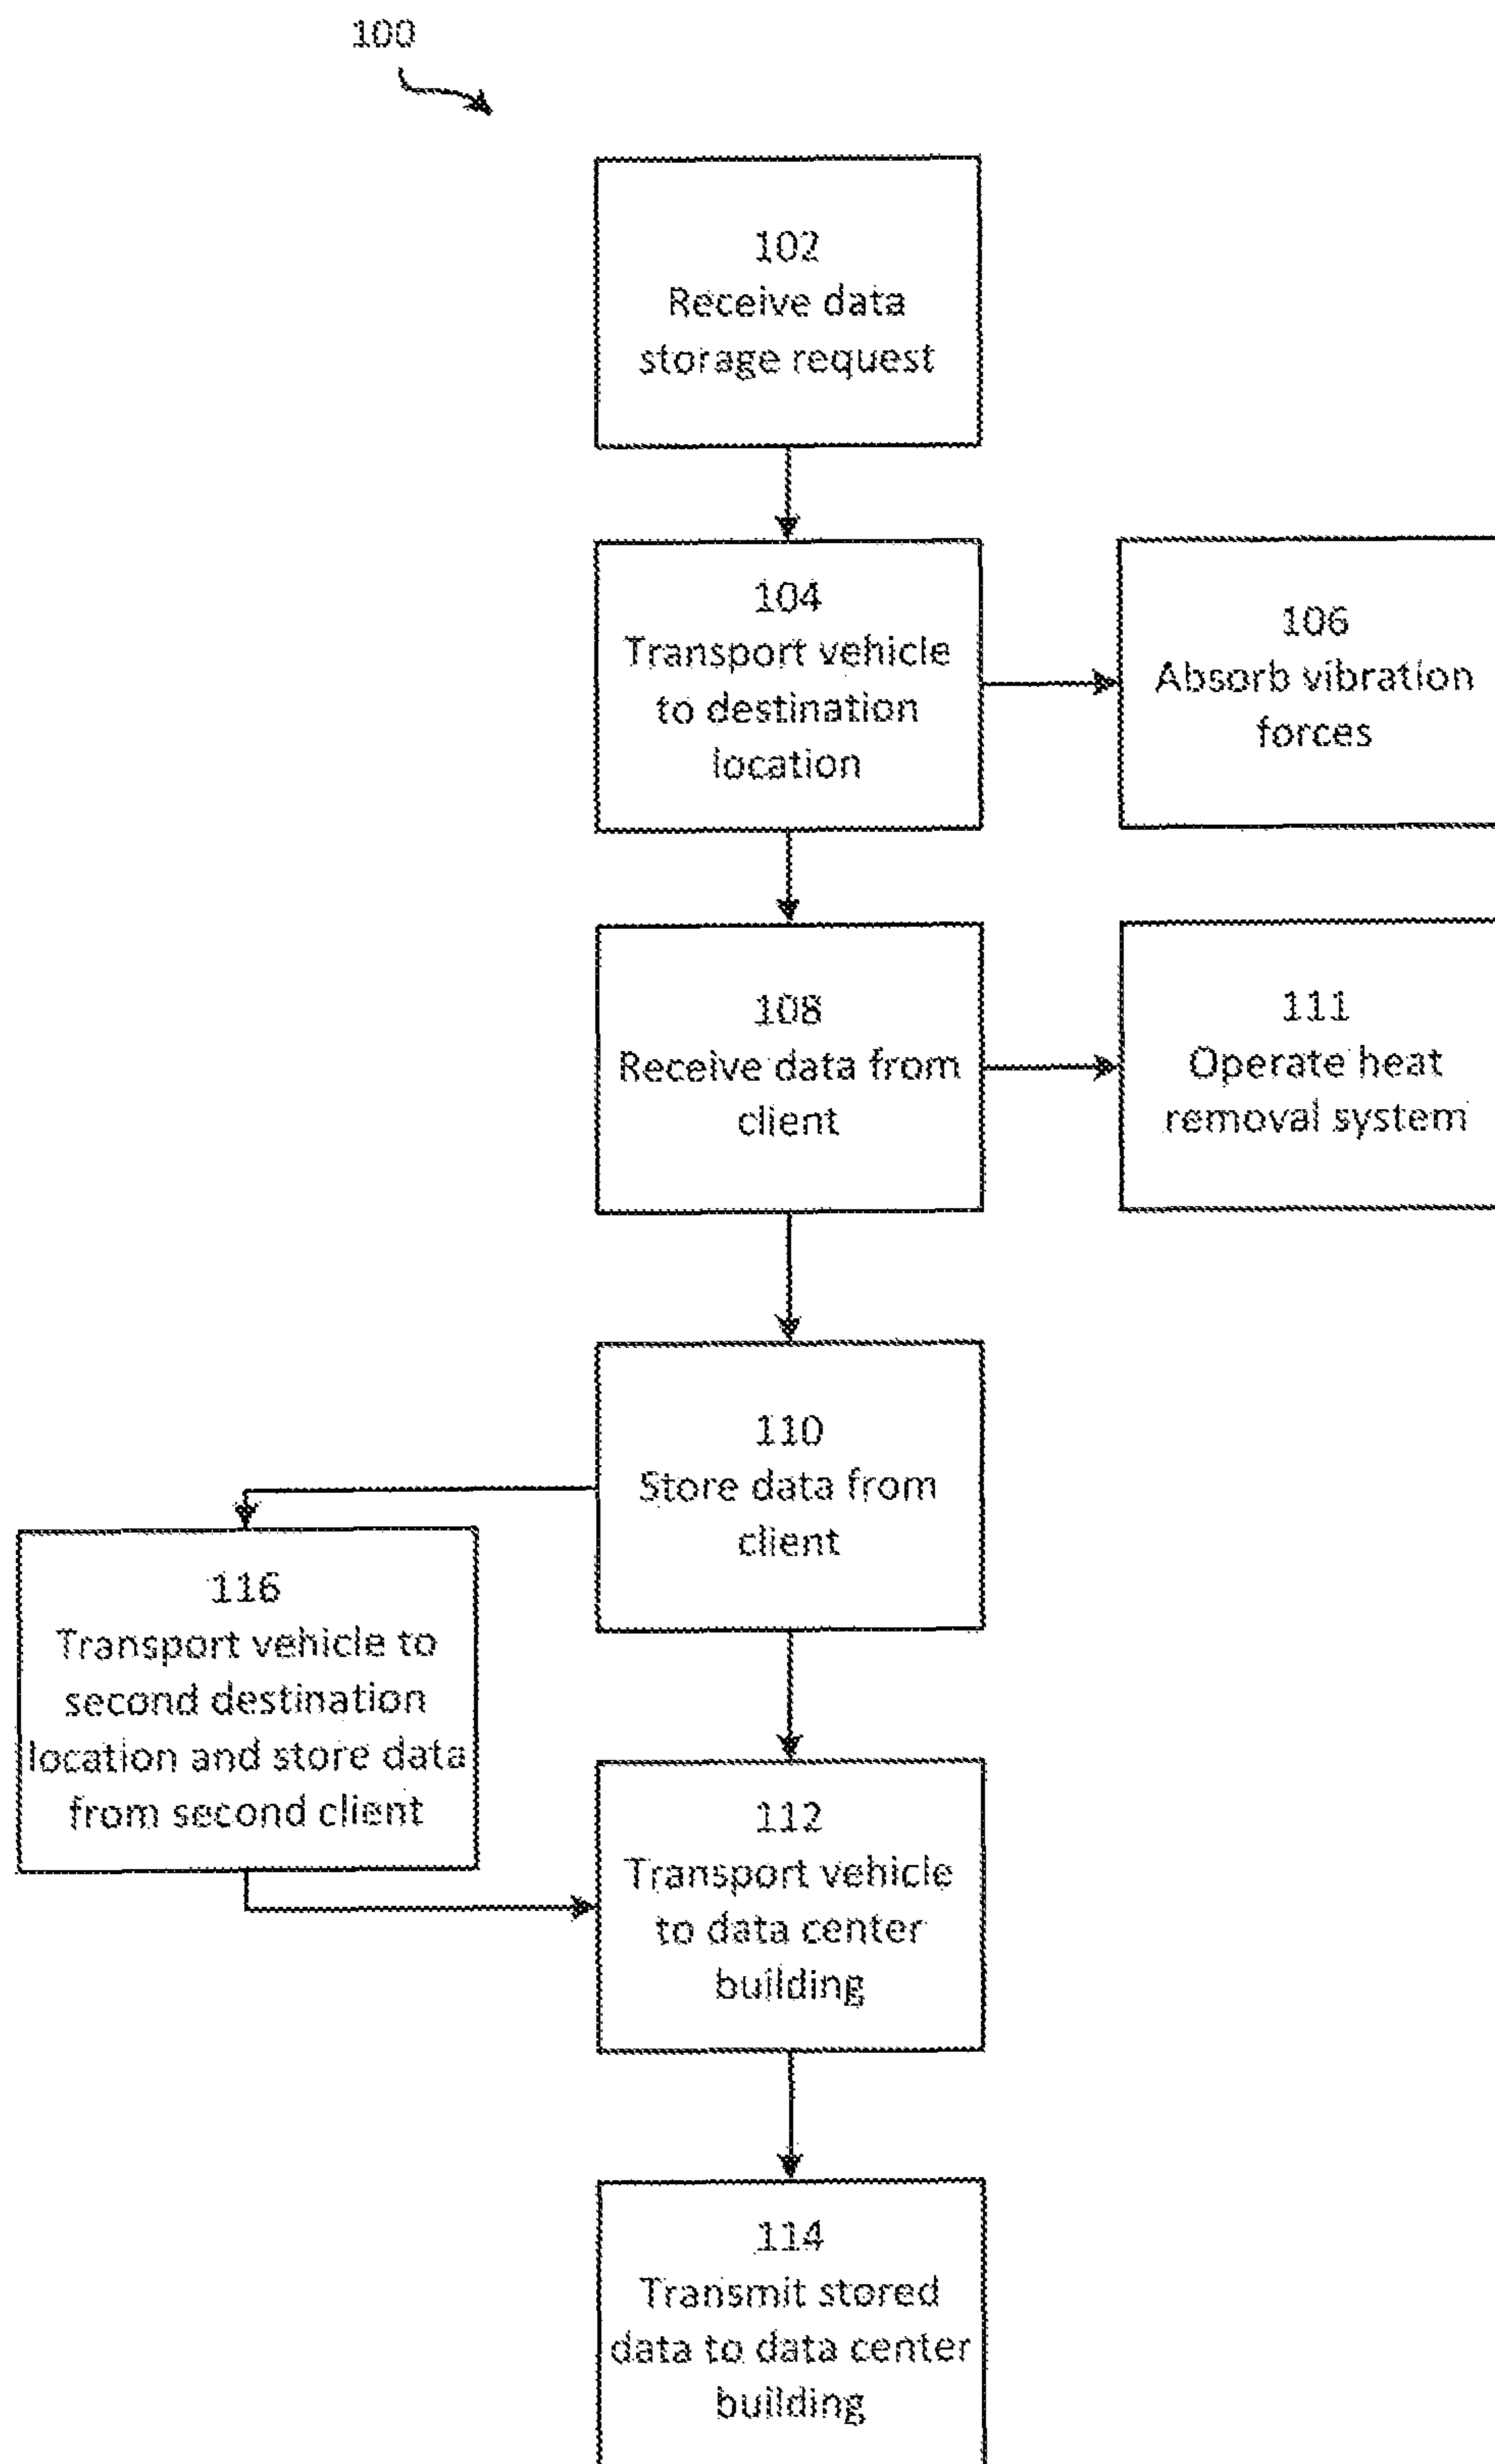 100
102
Receive data
storage request
104
Transport vehicle
to destination
location
106
Absorb vibration
forces
108
Receive data from
client
111
Operate heat
removal system
110
Store data from
client
116
Transport vehicle to
second destination
location and store data
from second client
112
Transport vehicle
to data center
building
114
Transmit stored
data to data center
building